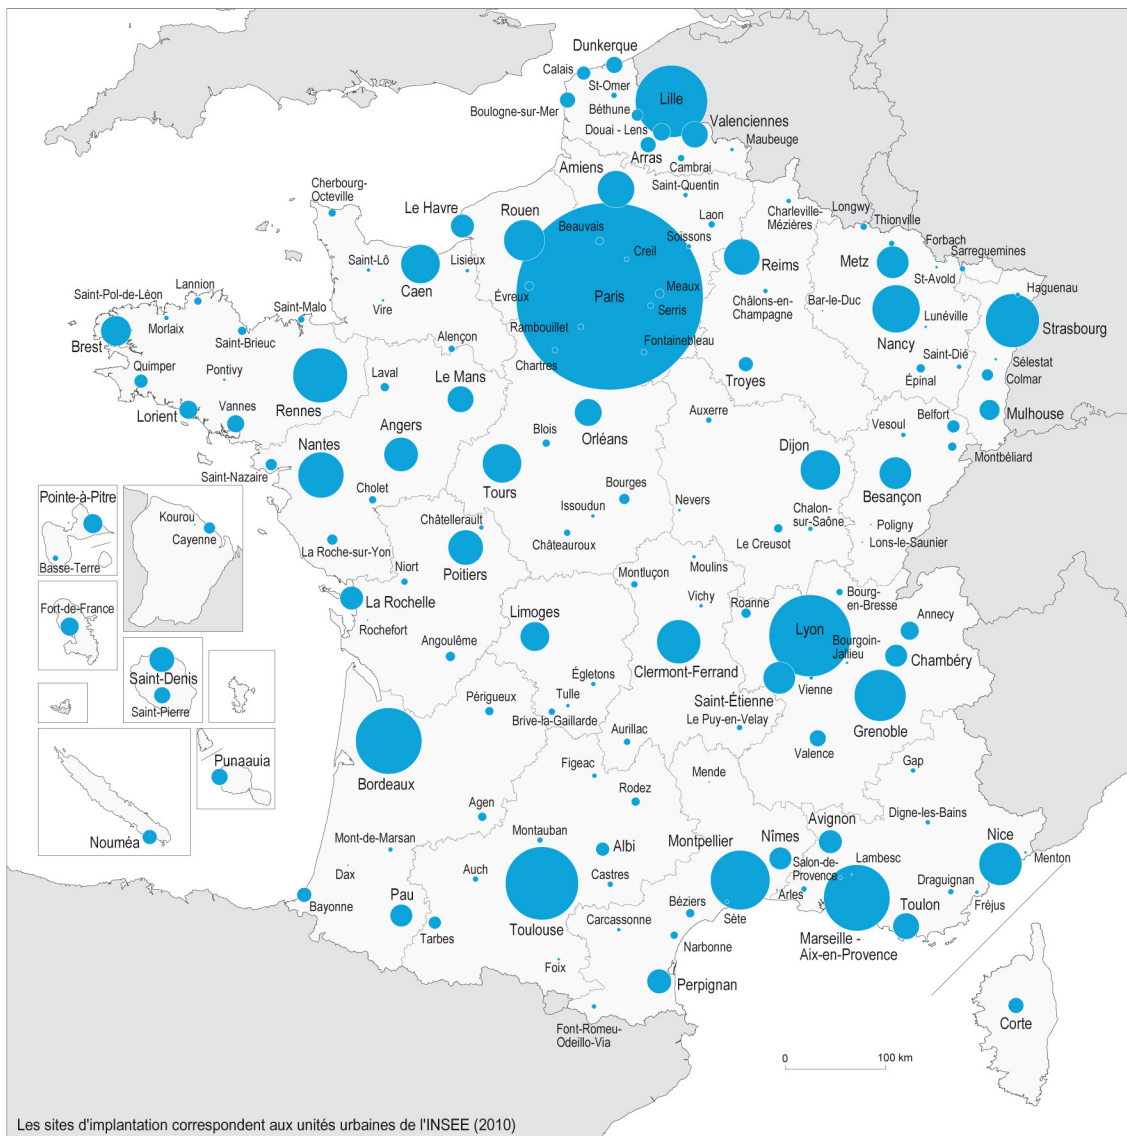 Dunkerque
Calais
St-Omer
Boulogne-sur-Mer
Béthune
Lille
Douai - Lens
Valenciennes
Maubeuge
Arras
Cambrai
Amiens
Saint-Quentin
Cherbourg-
Octeville
Le Havre
Rouen
Beauvais
Laon
Soissons
Charleville-
Mézières
Longwy
Thionville
Forbach
Sarreguemines
Saint-Lô
Lisieux
Caen
Creil
Reims
Metz
St-Avold
Haguenau
Vire
Évreux
Paris
Meaux
Serris
Châlons-en-
Champagne
Bar-le-Duc
Lunéville
Nancy
Strasbourg
Saint-Pol-de-Léon
Lannion
Morlaix
Saint-Malo
Saint-Brieuc
Brest
Rambouillet
Fontainebleau
Chartres
Alençon
Saint-Dié
Sélestat
Quimper
Pontivy
Laval
Le Mans
Troyes
Épinal
Colmar
Rennes
Lorient
Vannes
Angers
Blois
Orléans
Auxerre
Vesoul
Belfort
Mulhouse
Montbéliard
Nantes
Saint-Nazaire
Cholet
Tours
Bourges
Dijon
Besançon
Pointe-à-Pitre
Basse-Terre
Kourou
Cayenne
Issoudun
Nevers
Chalon-
sur-Saône
Le Creusot
Poligny
Lons-le-Saunier
Châtellerault
Châteauroux
La Roche-sur-Yon
Poitiers
Niort
Montluçon
Moulins
Fort-de-France
La Rochelle
Rochefort
Limoges
Vichy
Roanne
Bourg-
en-Bresse
Annecy
Lyon
Bourgoin-
Jallieu
Chambéry
Angoulême
Clermont-Ferrand
Saint-Denis
Saint-Pierre
Égletons
Tulle
Saint-Étienne
Vienne
Périgueux
Brive-la-Gaillarde
Le Puy-en-Velay
Grenoble
Aurillac
Valence
Punaauia
Bordeaux
Figeac
Mende
Gap
Rodez
Nouméa
Agen
Montauban
Albi
Montpellier
Nîmes
Avignon
Digne-les-Bains
Nice
Menton
Mont-de-Marsan
Dax
Auch
Castres
Salon-de-
Provence
Lambesc
Arles
Draguignan
Fréjus
Bayonne
Pau
Tarbes
Toulouse
Carcassonne
Béziers
Sète
Narbonne
Marseille -
Aix-en-Provence
Toulon
Foix
Perpignan
Font-Romeu-
Odeillo-Via
Corte
0
100 km
Les sites d'implantation correspondent aux unités urbaines de l'INSEE (2010)